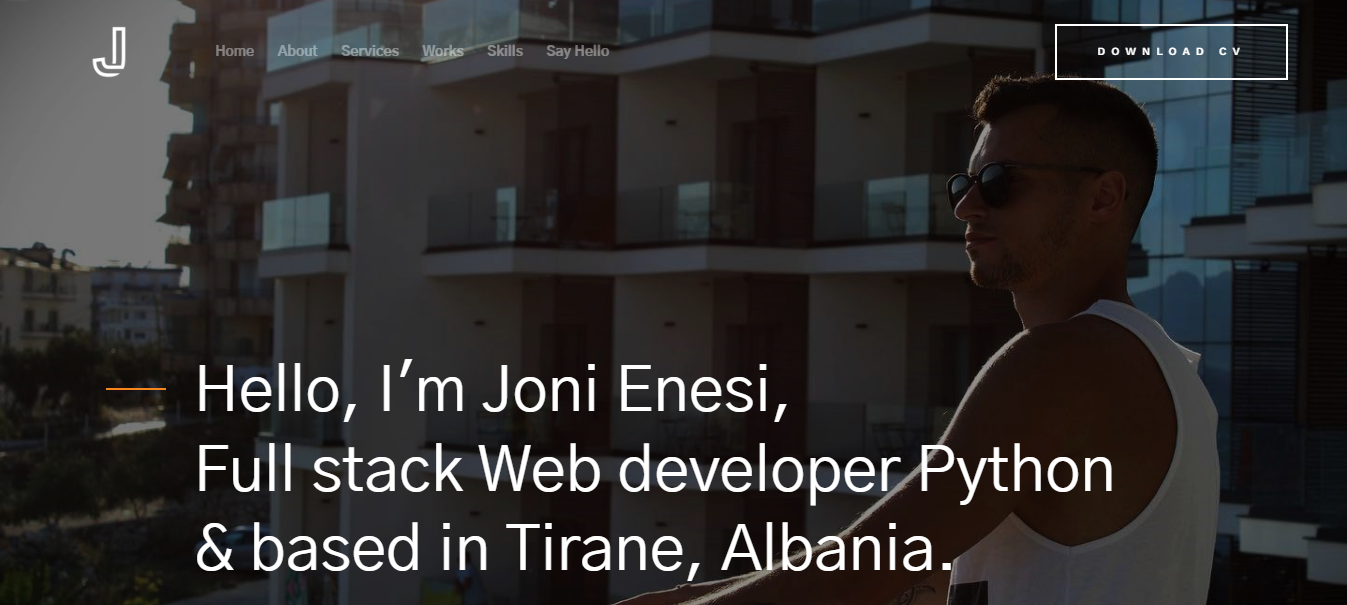 J
Home About Services Works Skills Say Hello
DOWNLOAD CV
Hello, I’m Joni Enesi,
Full stack Web developer Python
& based in Tirane, Albania.